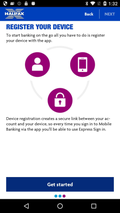 1:32
HALIFAX
Back
NEXT
REGISTER YOUR DEVICE
To start banking on the go all you have to do is register
your device with the app.
Device registration creates a secure link between your ac-
count and your device, so every time you sign in to Mobile
Banking via the app you'll be able to use Express Sign in.
Get started